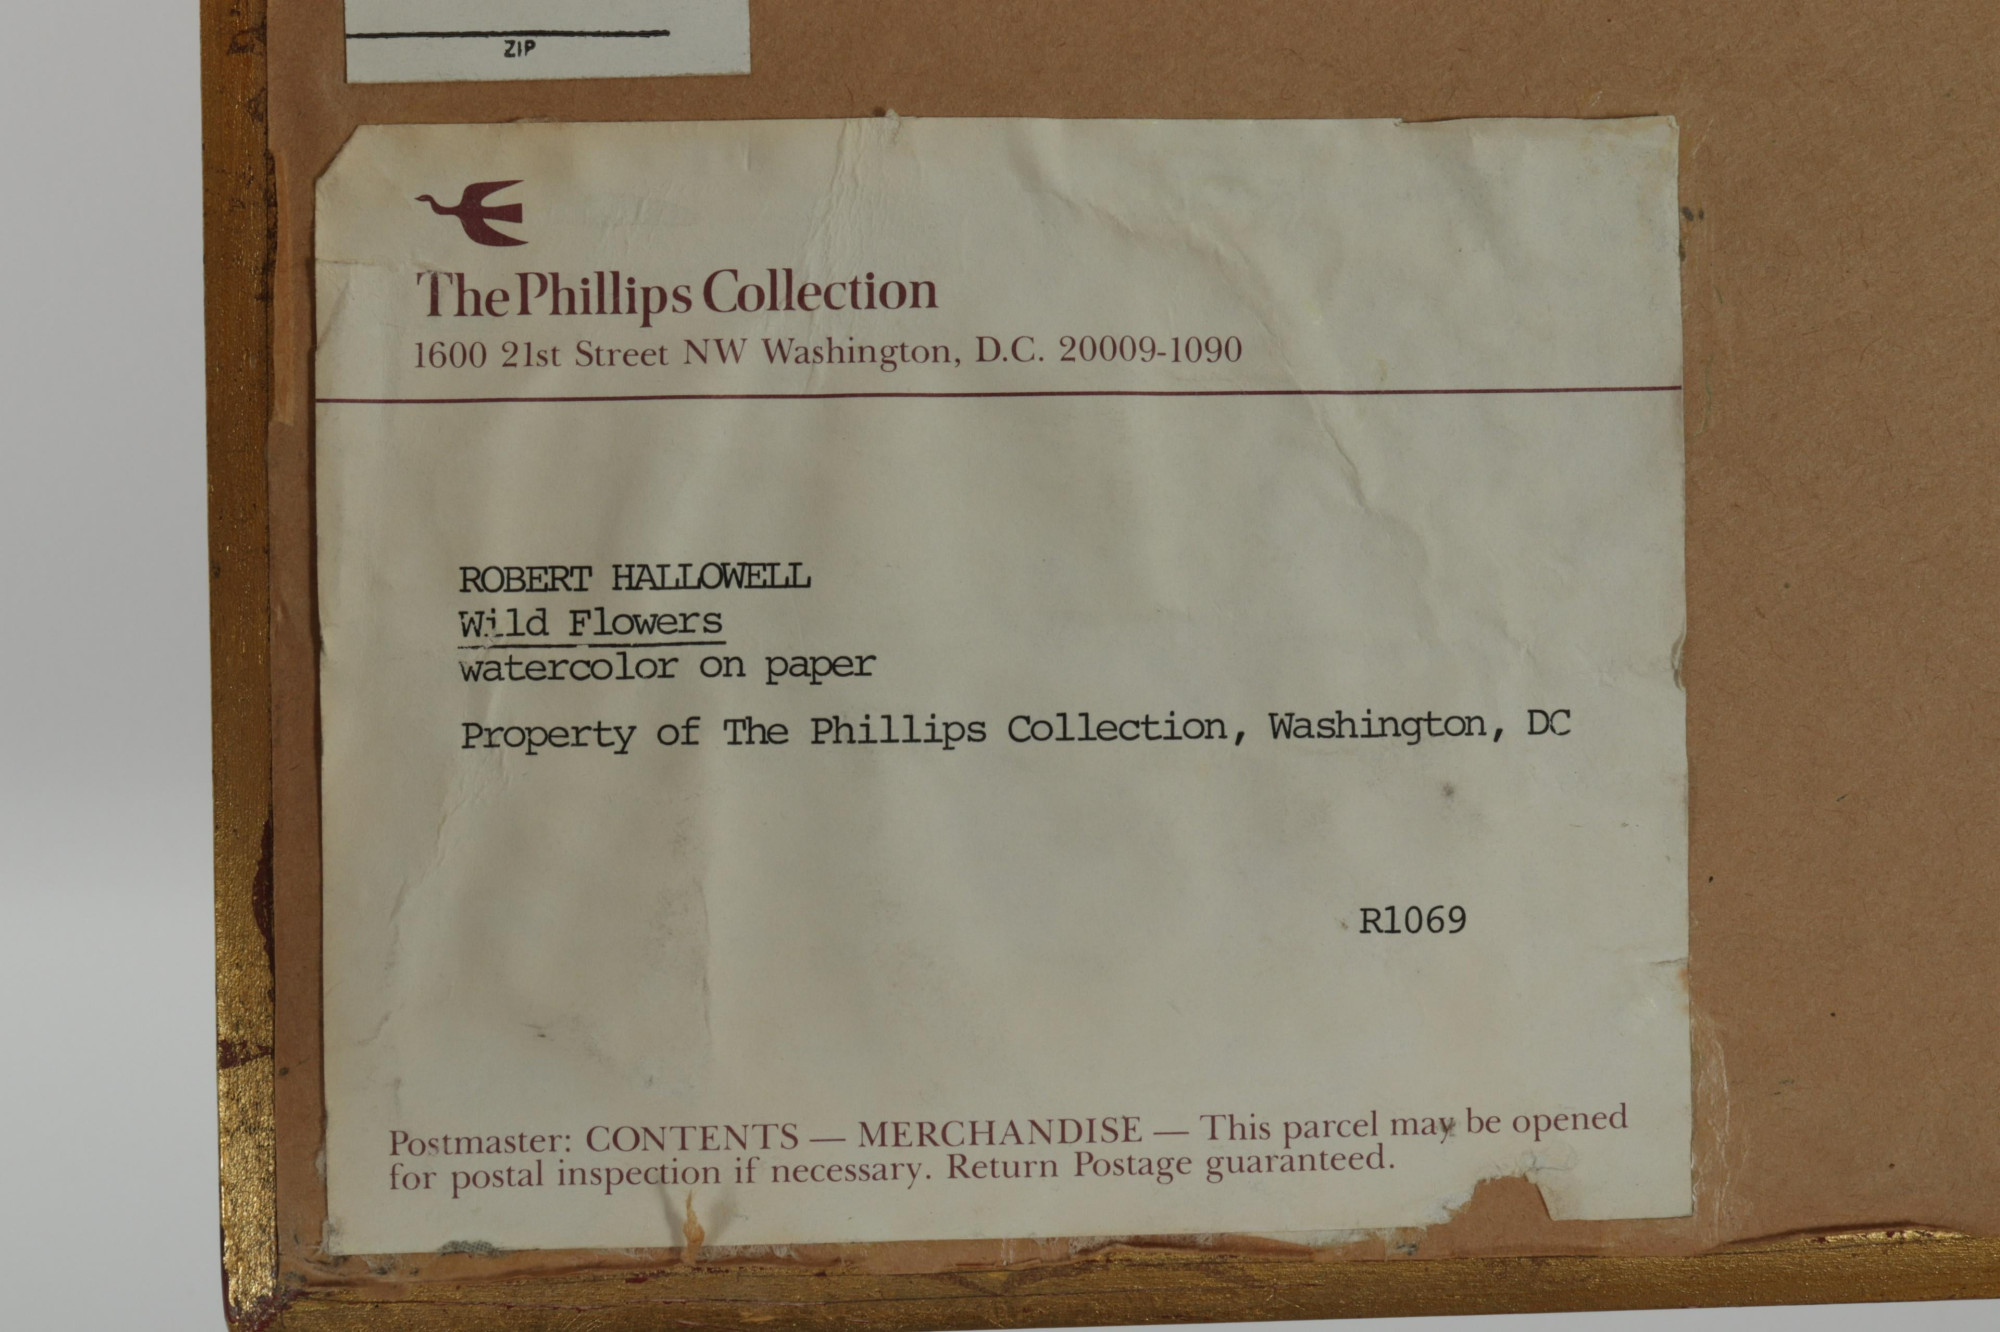 ZIP
The Phillips Collection
1600 21st Street NW Washington, D.C. 20009-1090
ROBERT HALLOWELL
Wild Flowers
watercolor on paper
Property of The Phillips Collection, Washington, DC
R1069
Postmaster: CONTENTS — MERCHANDISE — This parcel may be opened
for postal inspection if necessary. Return Postage guaranteed.